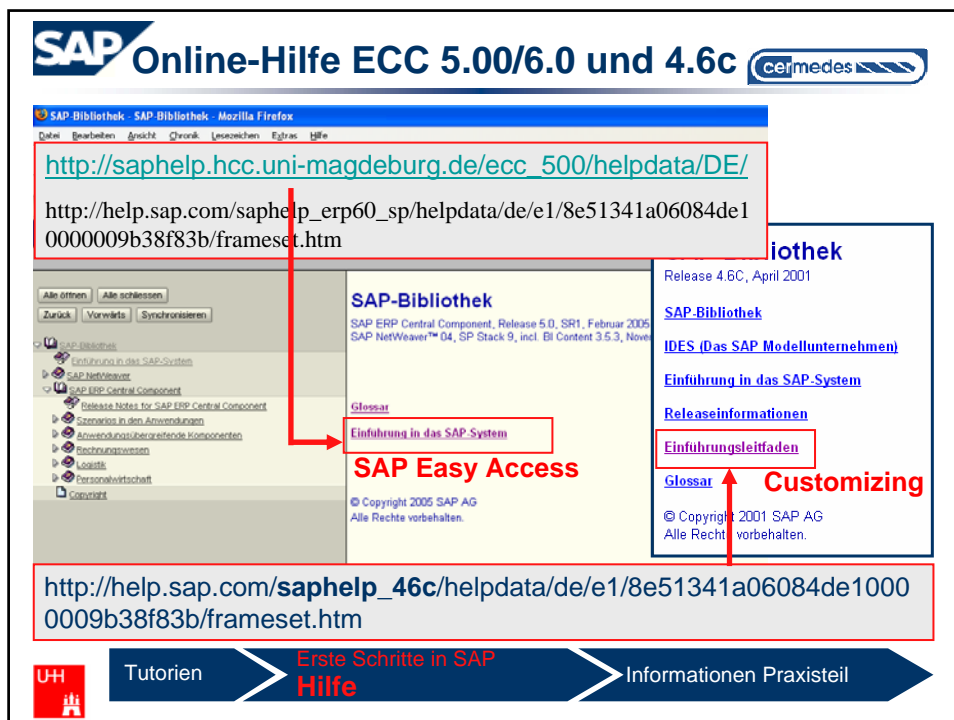 SAP
Online-Hilfe ECC 5.00/6.0 und 4.6c
cermedes
SAP-Bibliothek - SAP-Bibliothek - Mozilla Firefox
Datei Bearbeiten Ansicht Chronik Lesezeichen Extras Hilfe
http://saphelp.hcc.uni-magdeburg.de/ecc_500/helpdata/DE/
http://help.sap.com/saphelp_erp60_sp/helpdata/de/e1/8e51341a06084de1
0000009b38f83b/frameset.htm
Alle öffnen Alle schliessen
Zurück Vorwärts Synchronisieren
SAP-Bibliothek
Einführung in das SAP-System
SAP NetWeaver
SAP ERP Central Component
Release Notes for SAP ERP Central Component
Szenarios in den Anwendungen
Anwendungsübergreifende Komponenten
Rechnungswesen
Logistik
Personalwirtschaft
Copyright
SAP-Bibliothek
SAP ERP Central Component, Release 5.0, SR1, Februar 2005
SAP NetWeaver™ 04, SP Stack 9, incl. BI Content 3.5.3,
Glossar
Einführung in das SAP-System
SAP Easy Access
© Copyright 2005 SAP AG
Alle Rechte vorbehalten.
iothek
Release 4.6C, April 2001
SAP-Bibliothek
IDES (Das SAP Modellunternehmen)
Einführung in das SAP-System
Releaseinformationen
Einführungsleitfaden
Glossar
Customizing
© Copyright 2001 SAP AG
Alle Rechte vorbehalten.
http://help.sap.com/saphelp_46c/helpdata/de/e1/8e51341a06084de1000
0009b38f83b/frameset.htm
UHH
Tutorien
Erste Schritte in SAP
Hilfe
Informationen Praxisteil